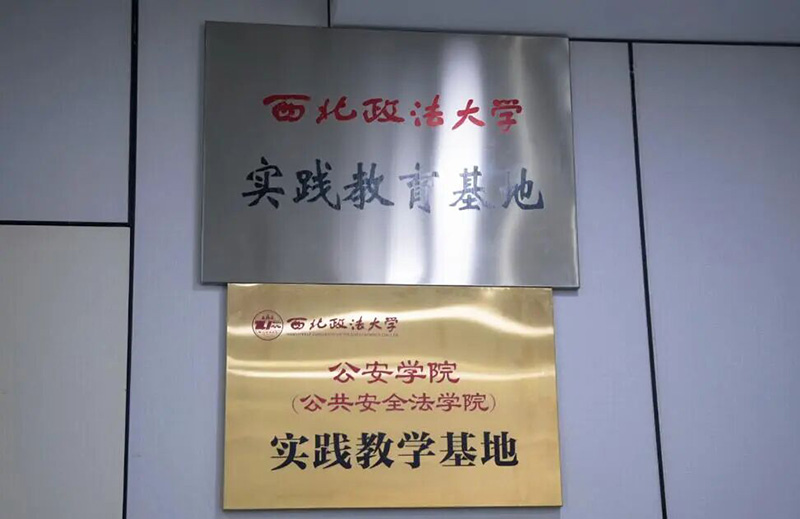 西北政法大学
实践教育基地
西北政法大学
公安学院
(公共安全法学院)
实践教学基地